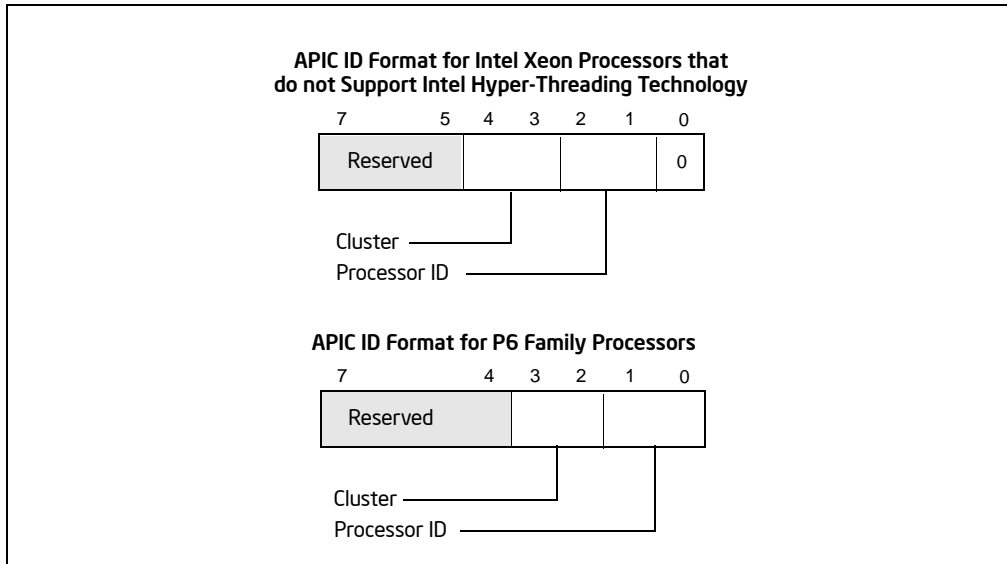 APIC ID Format for Intel Xeon Processors that
do not Support Intel Hyper-Threading Technology
7 5 4 3 2 1 0
Reserved 0
Cluster
Processor ID
APIC ID Format for P6 Family Processors
7 4 3 2 1 0
Reserved
Cluster
Processor ID